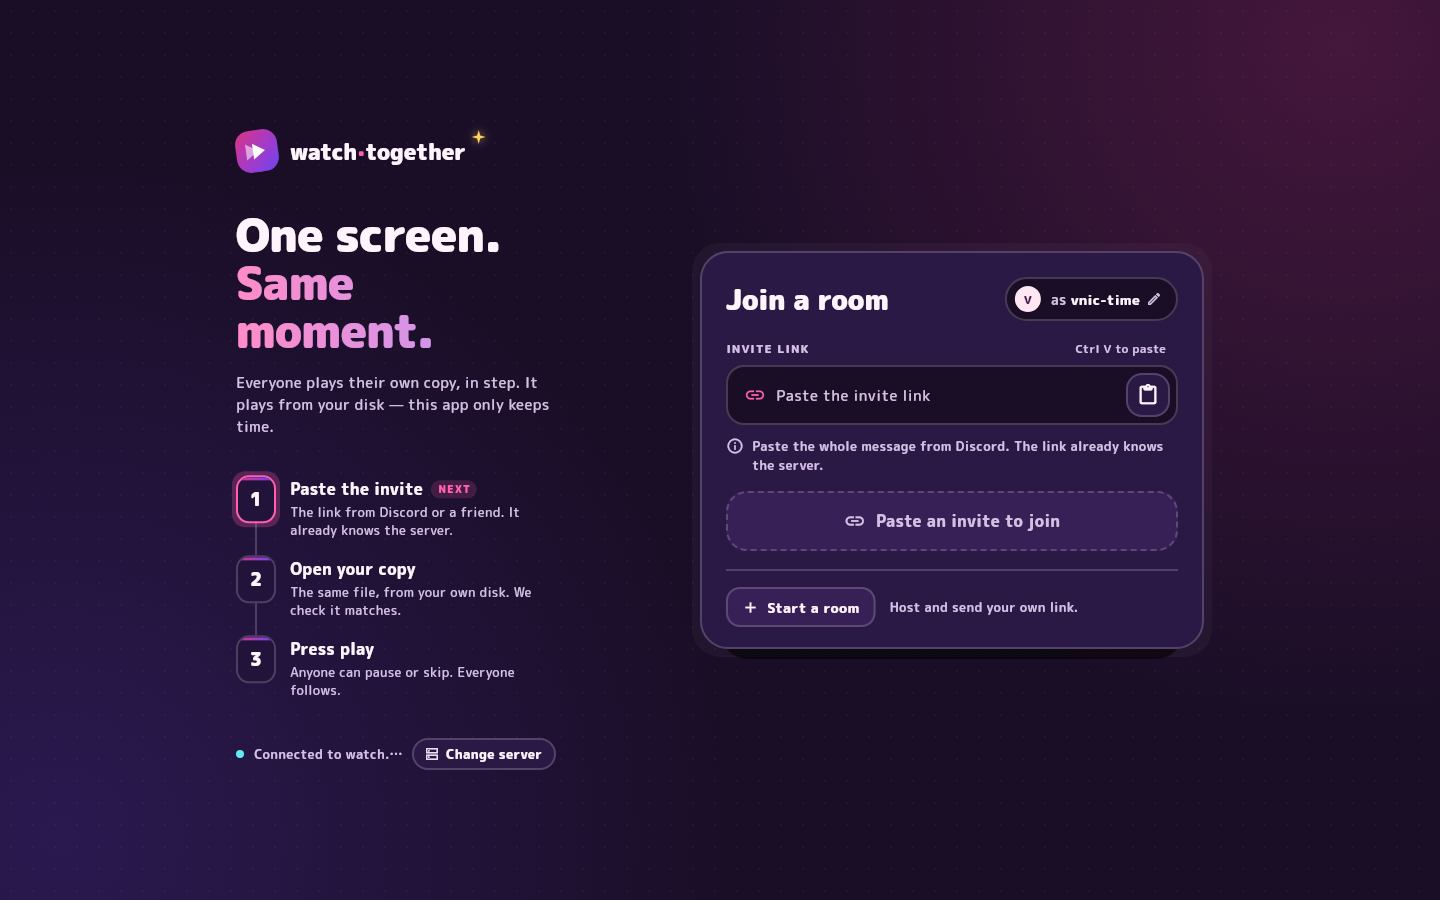 watch·together
One screen.
Same
moment.
Everyone plays their own copy, in step. It
plays from your disk — this app only keeps
time.
1
Paste the invite NEXT
The link from Discord or a friend. It
already knows the server.
2
Open your copy
The same file, from your own disk. We
check it matches.
3
Press play
Anyone can pause or skip. Everyone
follows.
Connected to watch.…
Change server
Join a room
V as vnic-time
INVITE LINK
Ctrl V to paste
Paste the invite link
Paste the whole message from Discord. The link already knows
the server.
Paste an invite to join
Start a room
Host and send your own link.